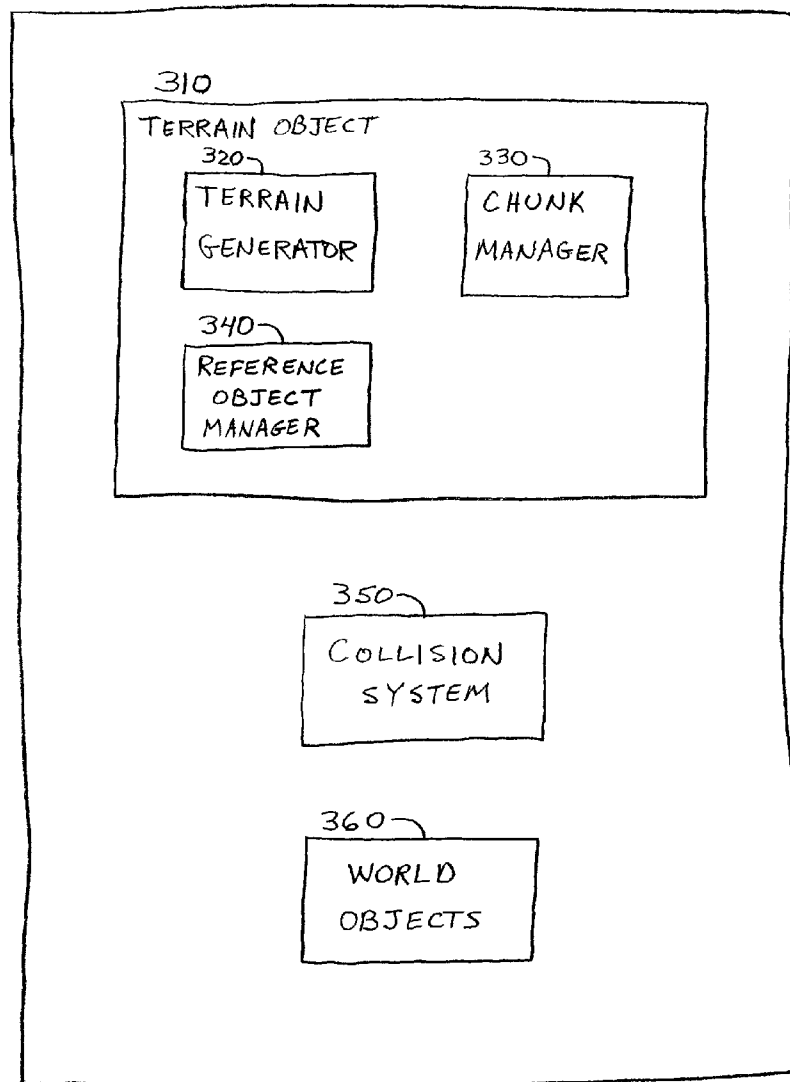 310
TERRAIN OBJECT
320
TERRAIN
GENERATOR
330
CHUNK
MANAGER
340
REFERENCE
OBJECT
MANAGER
350
COLLISION
SYSTEM
360
WORLD
OBJECTS